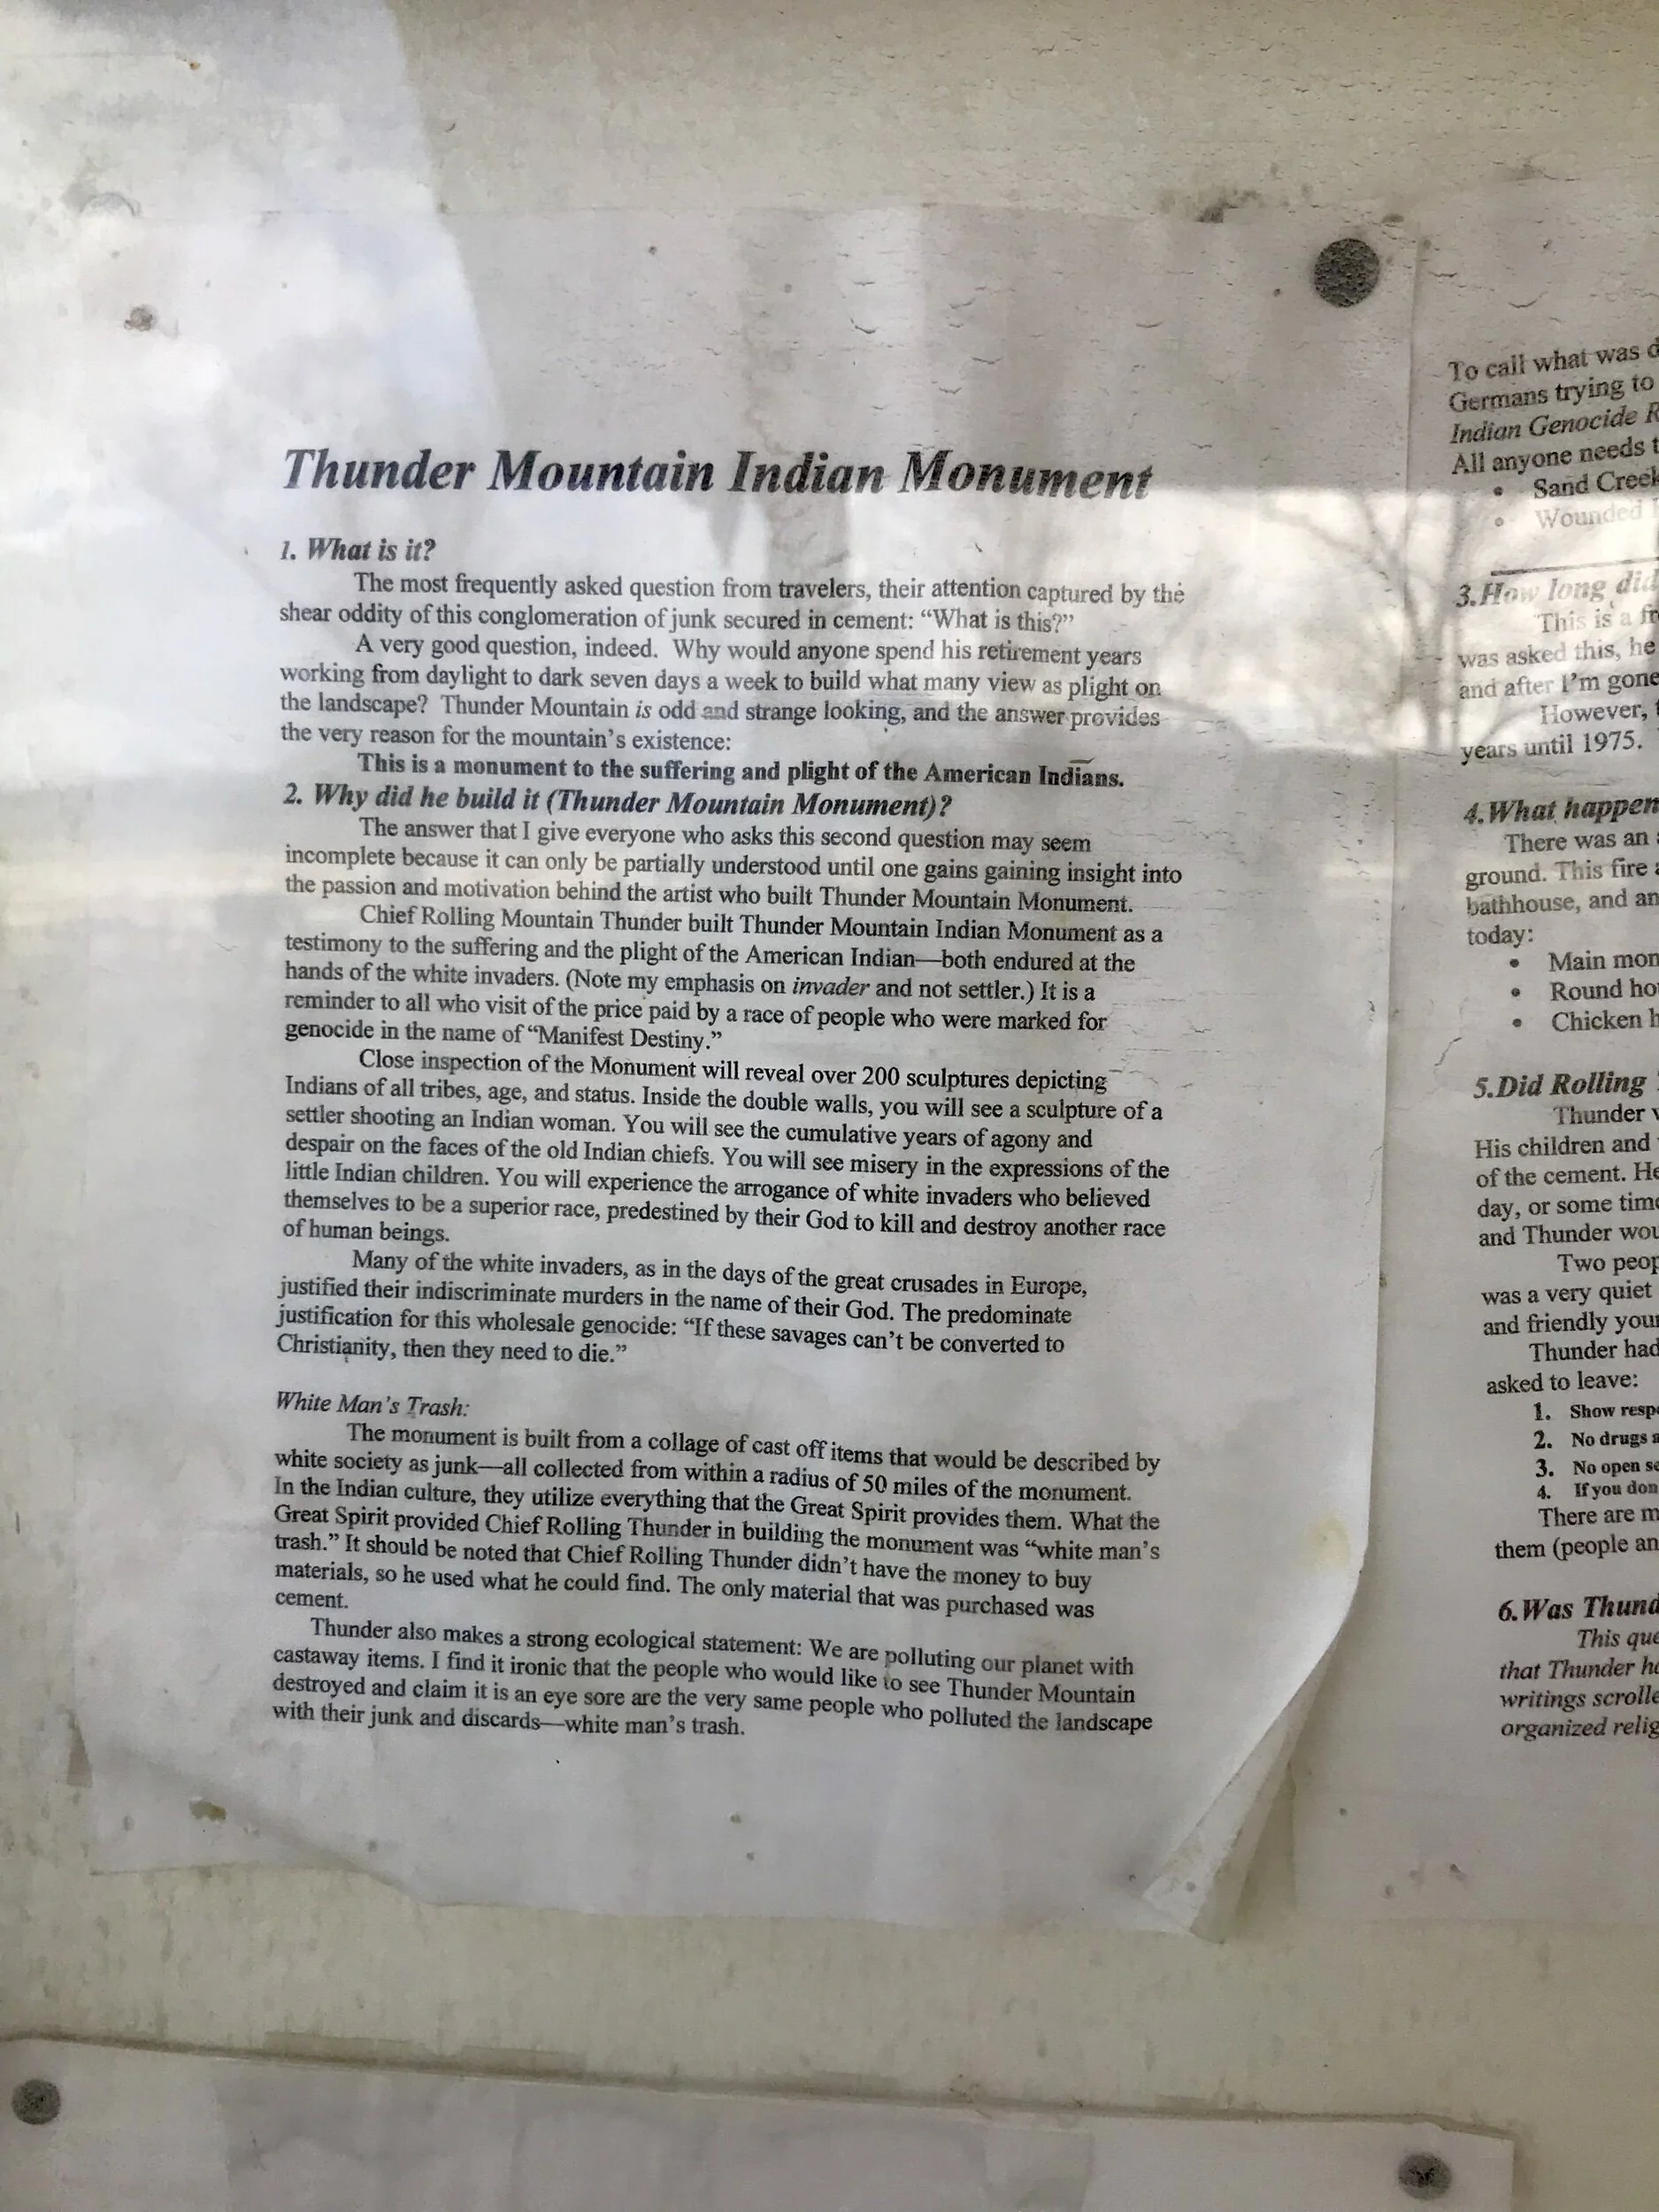 Thunder Mountain Indian Monument
1. What is it?
The most frequently asked question from travelers, their attention captured by the
shear oddity of this conglomeration of junk secured in cement: “What is this?”
A very good question, indeed. Why would anyone spend his retirement years
working from daylight to dark seven days a week to build what many view as plight on
the landscape? Thunder Mountain is odd and strange looking, and the answer provides
the very reason for the mountain’s existence:
This is a monument to the suffering and plight of the American Indians.
2. Why did he build it (Thunder Mountain Monument)?
The answer that I give everyone who asks this second question may seem
incomplete because it can only be partially understood until one gains gaining insight into
the passion and motivation behind the artist who built Thunder Mountain Monument.
Chief Rolling Mountain Thunder built Thunder Mountain Indian Monument as a
testimony to the suffering and the plight of the American Indian—both endured at the
hands of the white invaders. (Note my emphasis on invader and not settler.) It is a
reminder to all who visit of the price paid by a race of people who were marked for
genocide in the name of “Manifest Destiny.”
Close inspection of the Monument will reveal over 200 sculptures depicting
Indians of all tribes, age, and status. Inside the double walls, you will see a sculpture of a
settler shooting an Indian woman. You will see the cumulative years of agony and
despair on the faces of the old Indian chiefs. You will see misery in the expressions of the
little Indian children. You will experience the arrogance of white invaders who believed
themselves to be a superior race, predestined by their God to kill and destroy another race
of human beings.
Many of the white invaders, as in the days of the great crusades in Europe,
justified their indiscriminate murders in the name of their God. The predominate
justification for this wholesale genocide: “If these savages can’t be converted to
Christianity, then they need to die.”
White Man’s Trash:
The monument is built from a collage of cast off items that would be described by
white society as junk—all collected from within a radius of 50 miles of the monument.
In the Indian culture, they utilize everything that the Great Spirit provides them. What the
Great Spirit provided Chief Rolling Thunder in building the monument was “white man’s
trash.” It should be noted that Chief Rolling Thunder didn’t have the money to buy
materials, so he used what he could find. The only material that was purchased was
cement.
Thunder also makes a strong ecological statement: We are polluting our planet with
castaway items. I find it ironic that the people who would like to see Thunder Mountain
destroyed and claim it is an eye sore are the very same people who polluted the landscape
with their junk and discards—white man’s trash.
To call what was
Germans trying to
Indian Genocide
All anyone needs
• Sand Creek
• Wounded
3.How long did
This is a
was asked this, he
and after I’m gone
However,
years until 1975.
4.What happen
There was an
ground. This fire
bathhouse, and an
today:
• Main mon
• Round ho
• Chicken
5.Did Rolling
Thunder
His children and
of the cement. He
day, or some time
and Thunder wou
Two peop
was a very quiet
and friendly your
Thunder had
asked to leave:
1. Show resp
2. No drugs
3. No open
4. If you don
There are
them (people an
6.Was Thund
This que
that Thunder
writings scrolle
organized relig